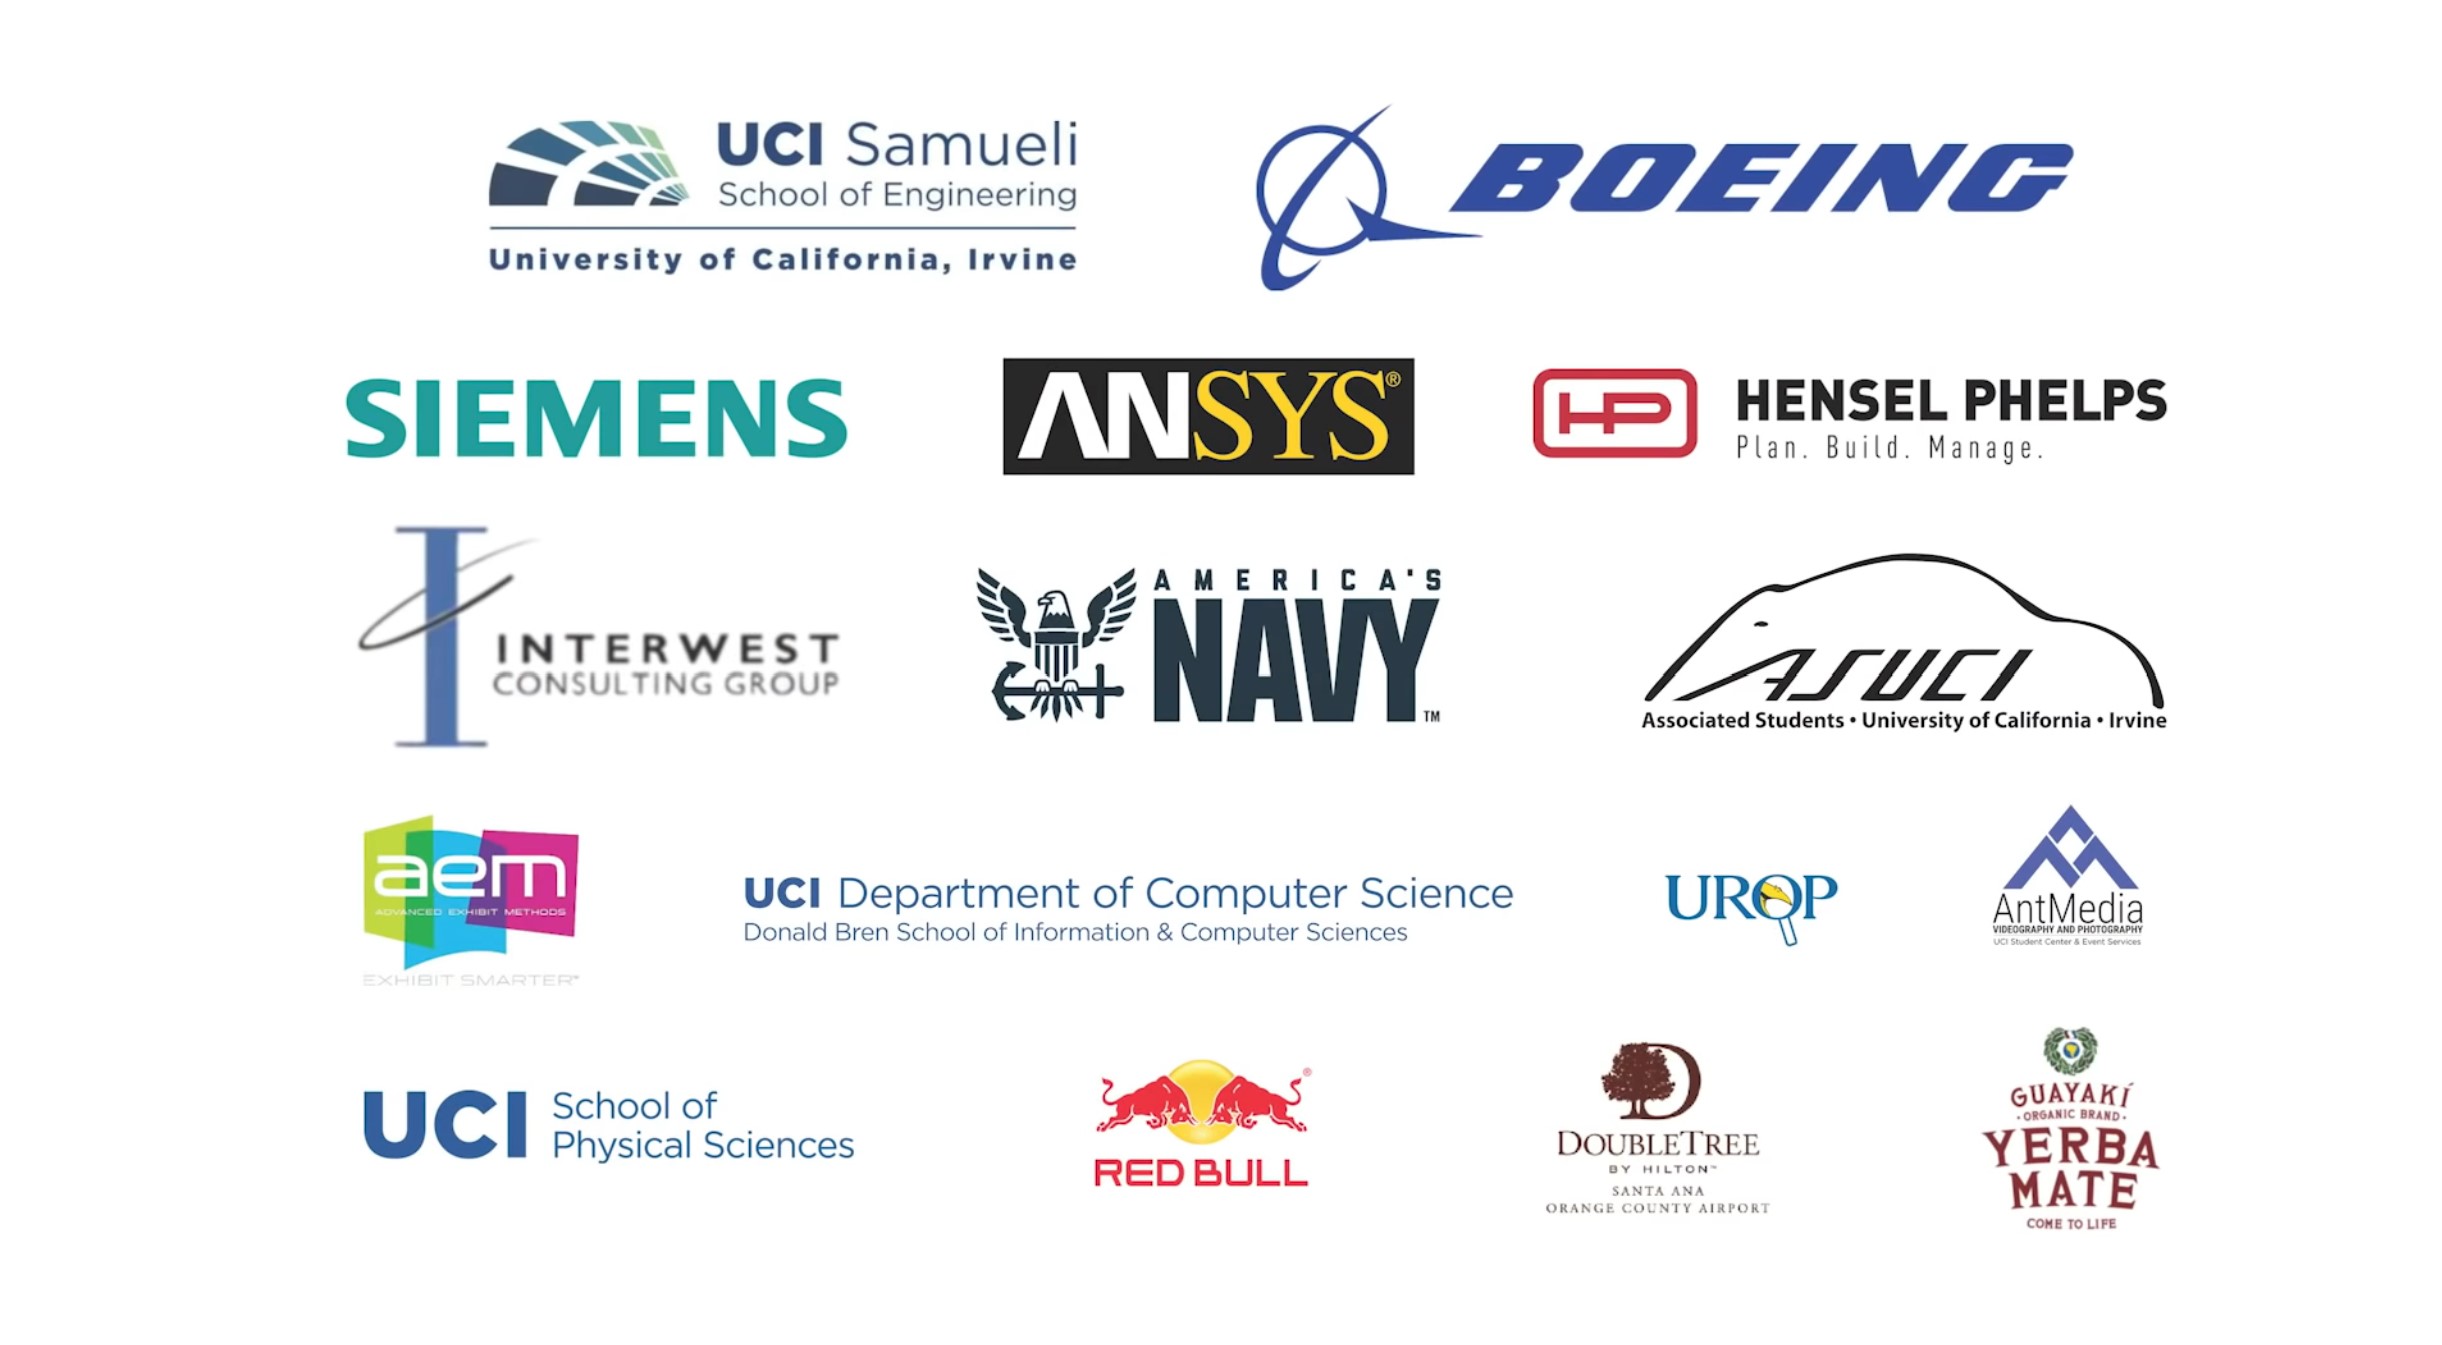 UCI Samueli
School of Engineering
University of California, Irvine
BOEING
SIEMENS
ANSYS®
HP
HENSEL PHELPS
Plan. Build. Manage.
INTERWEST
CONSULTING GROUP
AMERICA'S
NAVY™
ASUCI
Associated Students • University of California • Irvine
aem
ADVANCED EXHIBIT METHODS
EXHIBIT SMARTER™
UCI Department of Computer Science
Donald Bren School of Information & Computer Sciences
UROP
AntMedia
VIDEOGRAPHY AND PHOTOGRAPHY
UCI Student Center & Event Services
UCI School of
Physical Sciences
®
RED BULL
D
DOUBLETREE
BY HILTON™
SANTA ANA
ORANGE COUNTY AIRPORT
GUAYAKÍ
• ORGANIC BRAND •
YERBA
MATE
COME TO LIFE